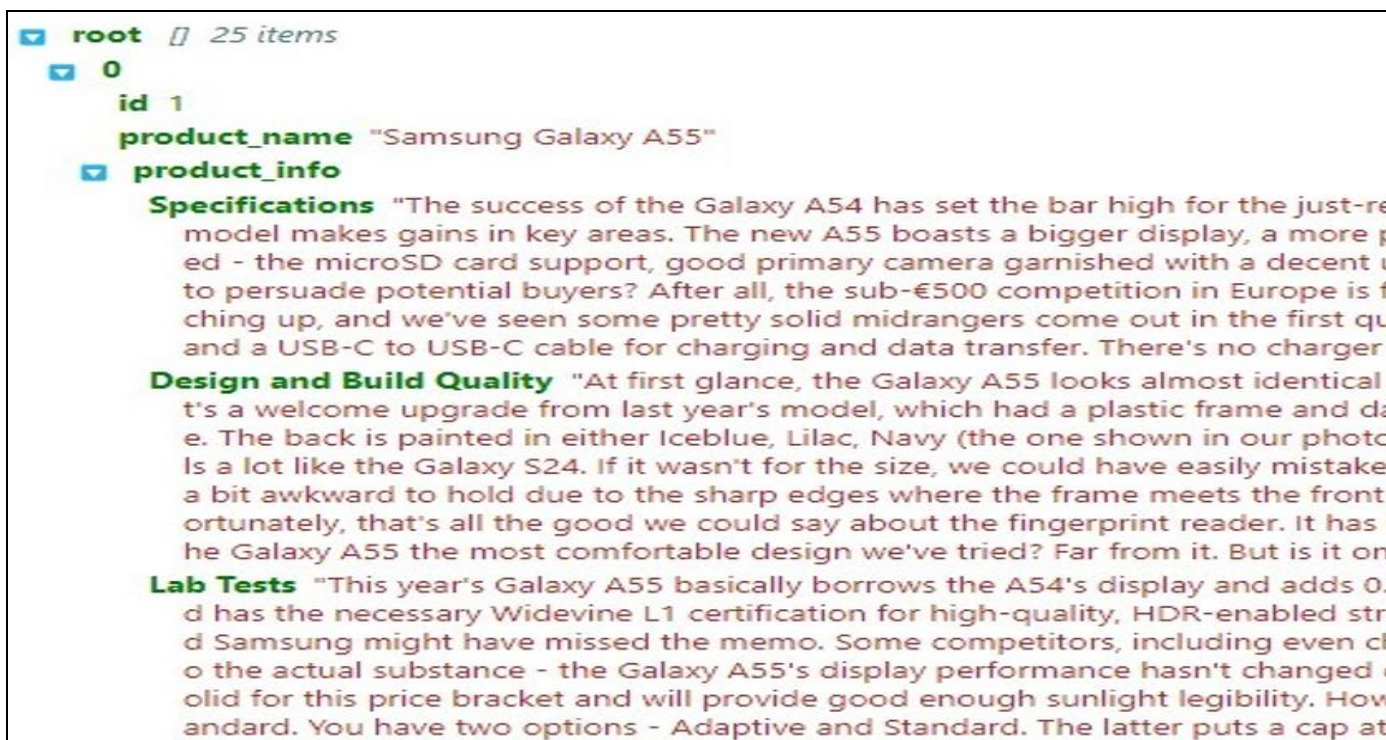 root [] 25 items
0
id 1
product_name "Samsung Galaxy A55"
product_info
Specifications "The success of the Galaxy A54 has set the bar high for the just-re
model makes gains in key areas. The new A55 boasts a bigger display, a more p
ed - the microSD card support, good primary camera garnished with a decent u
to persuade potential buyers? After all, the sub-€500 competition in Europe is f
ching up, and we've seen some pretty solid midrangers come out in the first qu
and a USB-C to USB-C cable for charging and data transfer. There's no charger
Design and Build Quality "At first glance, the Galaxy A55 looks almost identical
t's a welcome upgrade from last year's model, which had a plastic frame and da
e. The back is painted in either Iceblue, Lilac, Navy (the one shown in our photo
ls a lot like the Galaxy S24. If it wasn't for the size, we could have easily mistake
a bit awkward to hold due to the sharp edges where the frame meets the front
ortunately, that's all the good we could say about the fingerprint reader. It has
he Galaxy A55 the most comfortable design we've tried? Far from it. But is it on
Lab Tests "This year's Galaxy A55 basically borrows the A54's display and adds 0.
d has the necessary Widevine L1 certification for high-quality, HDR-enabled str
d Samsung might have missed the memo. Some competitors, including even ch
o the actual substance - the Galaxy A55's display performance hasn't changed
olid for this price bracket and will provide good enough sunlight legibility. How
andard. You have two options - Adaptive and Standard. The latter puts a cap at